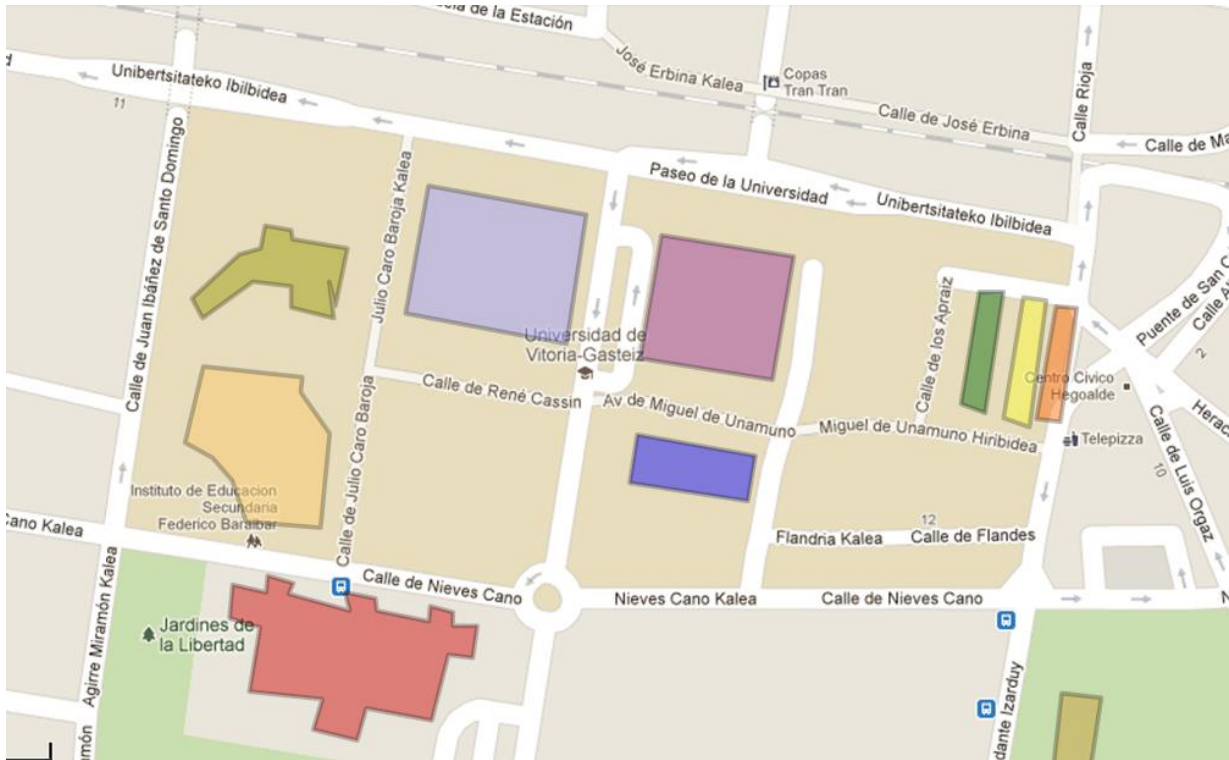 de la Estación
José Erbina Kalea
Copas
Tran Tran
Calle de José Erbina
Calle Rioja
Calle de Ma
d
Unibertsitateko Ibilbidea
11
Paseo de la Universidad
Unibertsitateko Ibilbidea
Calle de Juan Ibáñez de Santo Domingo
Julio Caro Baroja Kalea
Universidad de
Vitoria-Gasteiz
Calle de los Apraiz
Puente de San
2
Centro Civico
Hegoalde
Calle de René Cassin
Av de Miguel de Unamuno
Miguel de Unamuno Hiribidea
Telepizza
Calle de Luis Orgaz
10
Calle de Julio Caro Baroja
Instituto de Educacion
Secundaria
Federico Baraibar
12
Flandria Kalea
Calle de Flandes
Cano Kalea
Calle de Nieves Cano
Nieves Cano Kalea
Calle de Nieves Cano
N
Jardines de
la Libertad
Agirre Miramón Kalea
dante Izarduy